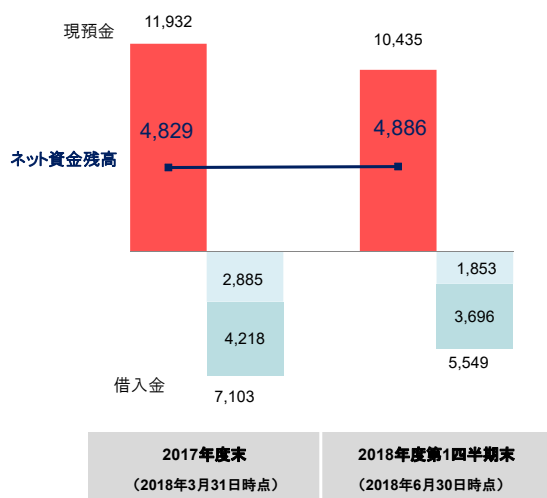 11,932
現預金
10,435
4,829
4,886
ネット資金残高
2,885
1,853
4,218
3,696
借入金
7,103
5,549
2017年度末
(2018年3月31日時点)
2018年度第1四半期末
(2018年6月30日時点)